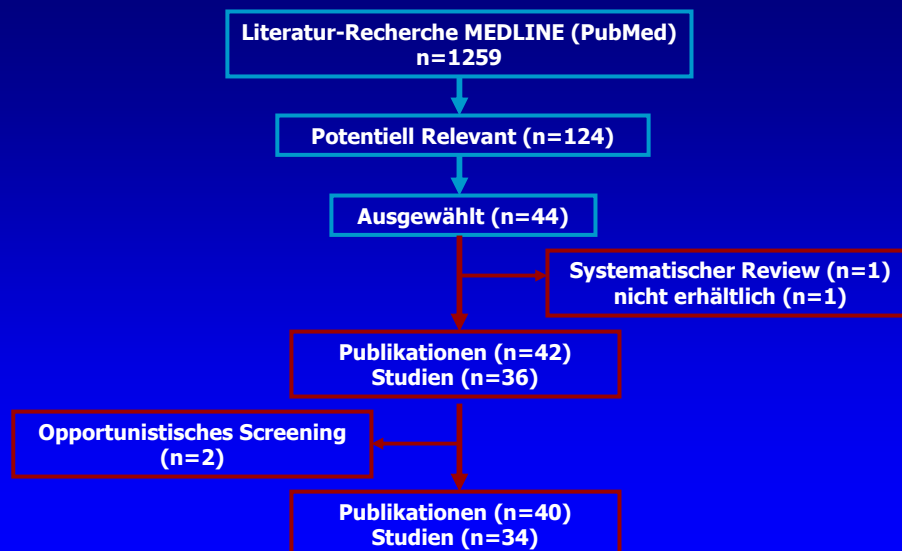 Literatur-Recherche MEDLINE (PubMed)
n=1259
Potentiell Relevant (n=124)
Ausgewählt (n=44)
Systematischer Review (n=1)
nicht erhältlich (n=1)
Publikationen (n=42)
Studien (n=36)
Opportunistisches Screening
(n=2)
Publikationen (n=40)
Studien (n=34)